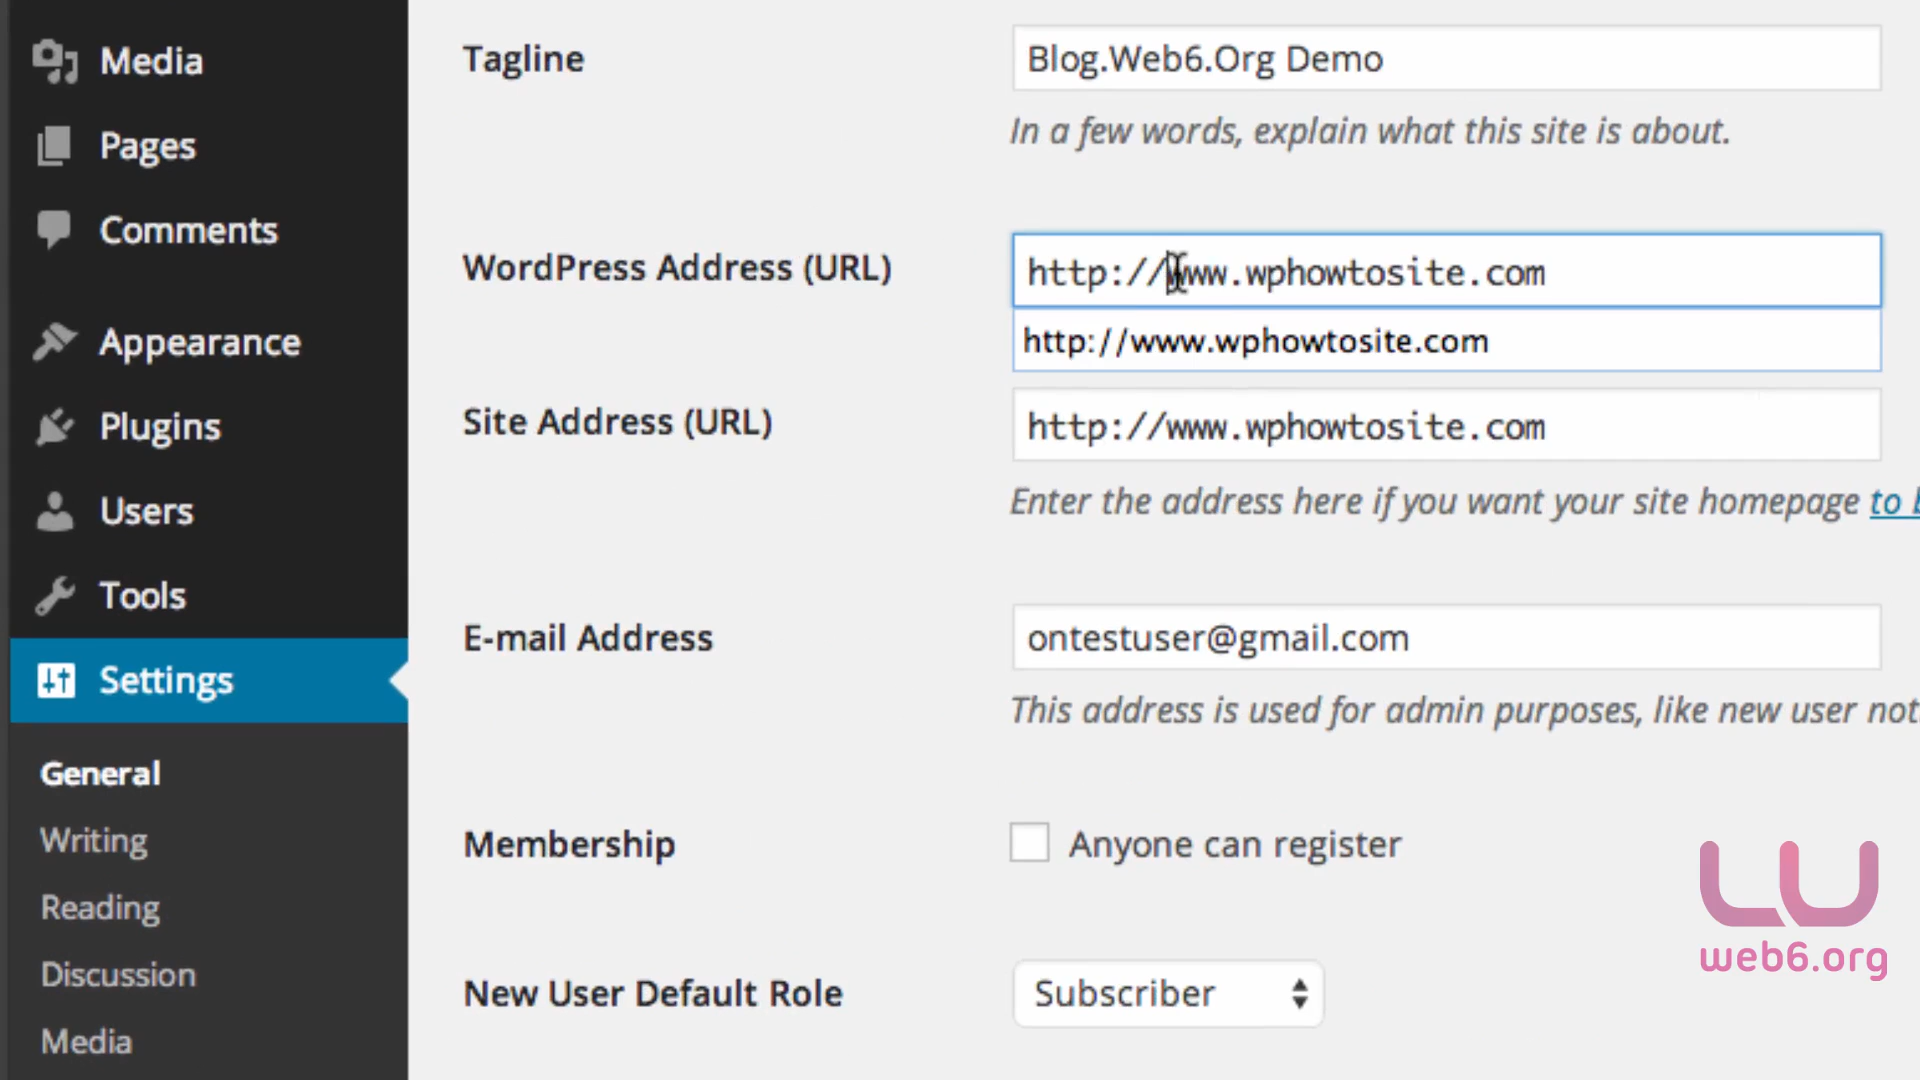 Media
Pages
Comments
Appearance
Plugins
Users
Tools
Settings
General
Writing
Reading
Discussion
Media
Tagline
Blog.Web6.Org Demo
In a few words, explain what this site is about.
WordPress Address (URL)
http://www.wphowtosite.com
http://www.wphowtosite.com
Site Address (URL)
http://www.wphowtosite.com
Enter the address here if you want your site homepage to
E-mail Address
ontestuser@gmail.com
This address is used for admin purposes, like new user
Membership
Anyone can register
New User Default Role
Subscriber
web6.org